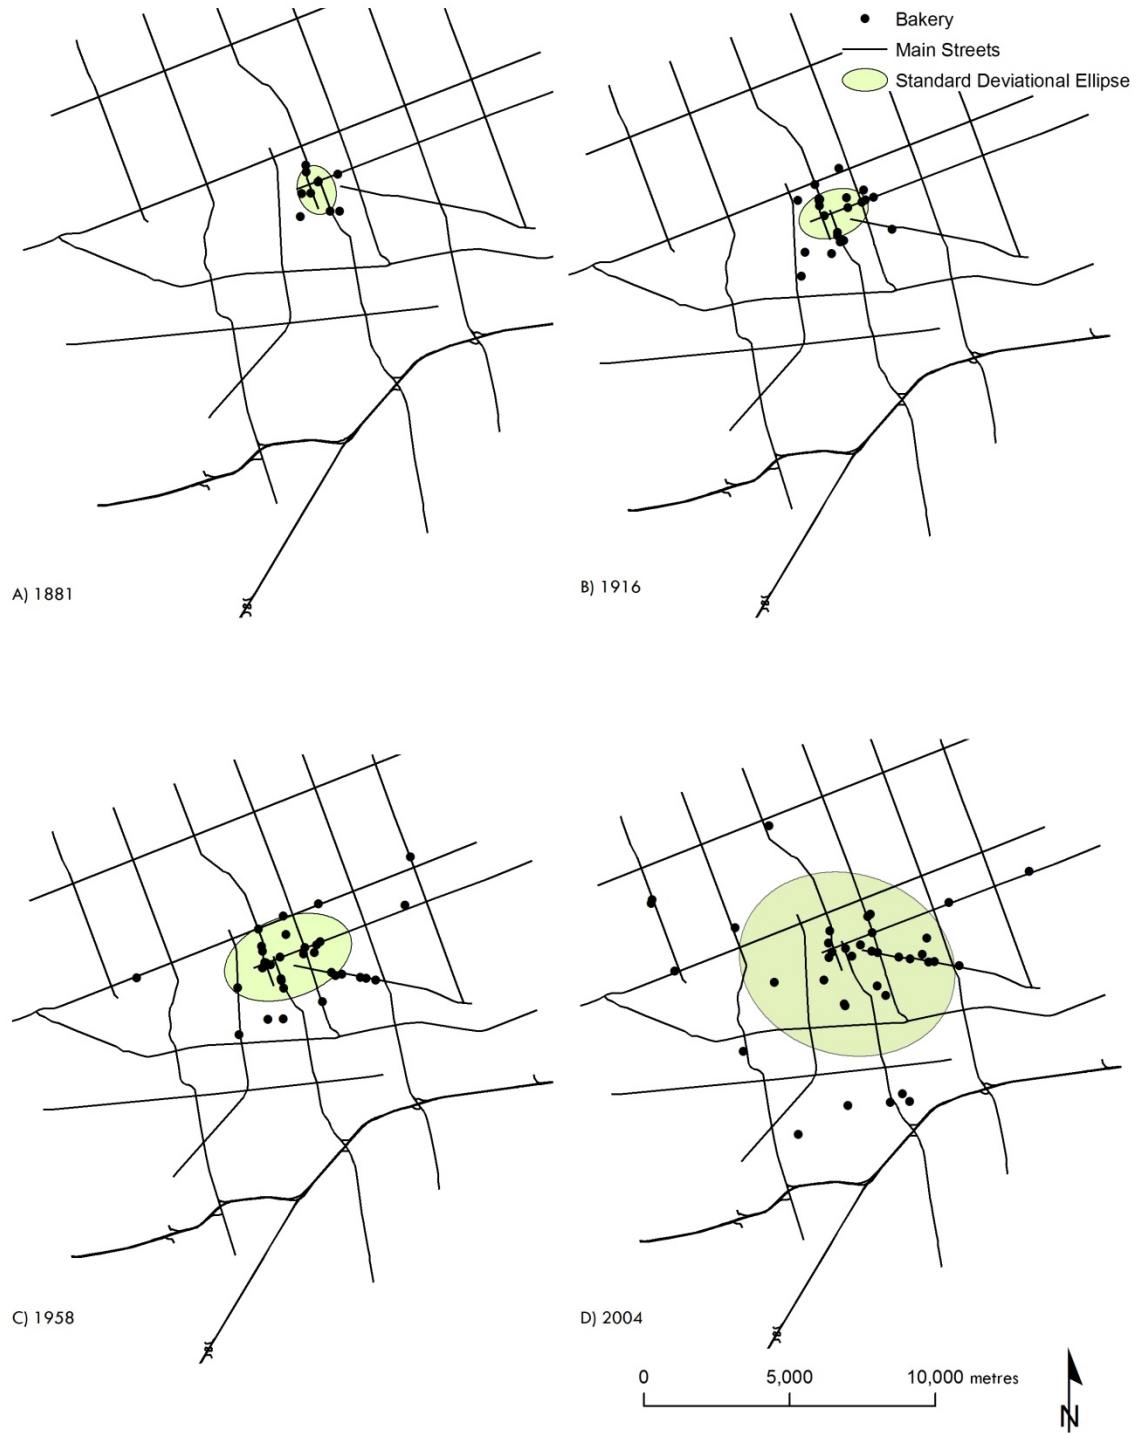 Bakery
Main Streets
Standard Deviational Ellipse
A) 1881
B) 1916
C) 1958
D) 2004
0 5,000 10,000 metres
N